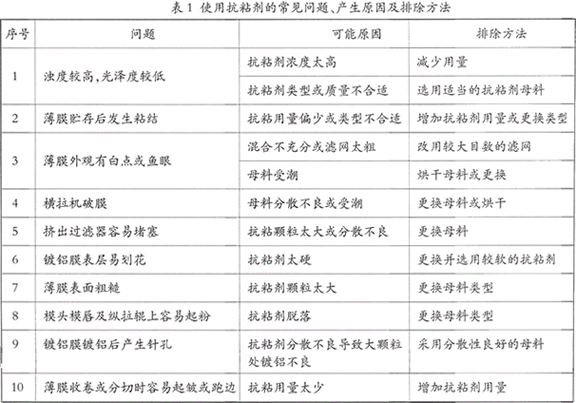 表1 使用抗粘剂的常见问题、产生原因及排除方法
序号 问题 可能原因 排除方法
1 浊度较高,光泽度较低 抗粘剂浓度太高 减少用量
抗粘剂类型或质量不合适 选用适当的抗粘剂母料
2 薄膜贮存后发生粘结 抗粘用量偏少或类型不合适 增加抗粘剂用量或更换类型
3 薄膜外观有白点或鱼眼 混合不充分或滤网太粗 改用较大目数的滤网
母料受潮 烘干母料或更换
4 横拉机破膜 母料分散不良或受潮 更换母料或烘干
5 挤出过滤器容易堵塞 抗粘颗粒太大或分散不良 更换母料
6 镀铝膜表层易划花 抗粘剂太硬 更换并选用较软的抗粘剂
7 薄膜表面粗糙 抗粘剂颗粒太大 更换母料类型
8 模头模唇及纵拉辊上容易起粉 抗粘剂脱落 更换母料类型
9 镀铝膜镀铝后产生针孔 抗粘剂分散不良导致大颗粒
处镀铝不良 采用分散性良好的母料
10 薄膜收卷或分切时容易起皱或跑边 抗粘用量太少 增加抗粘剂用量